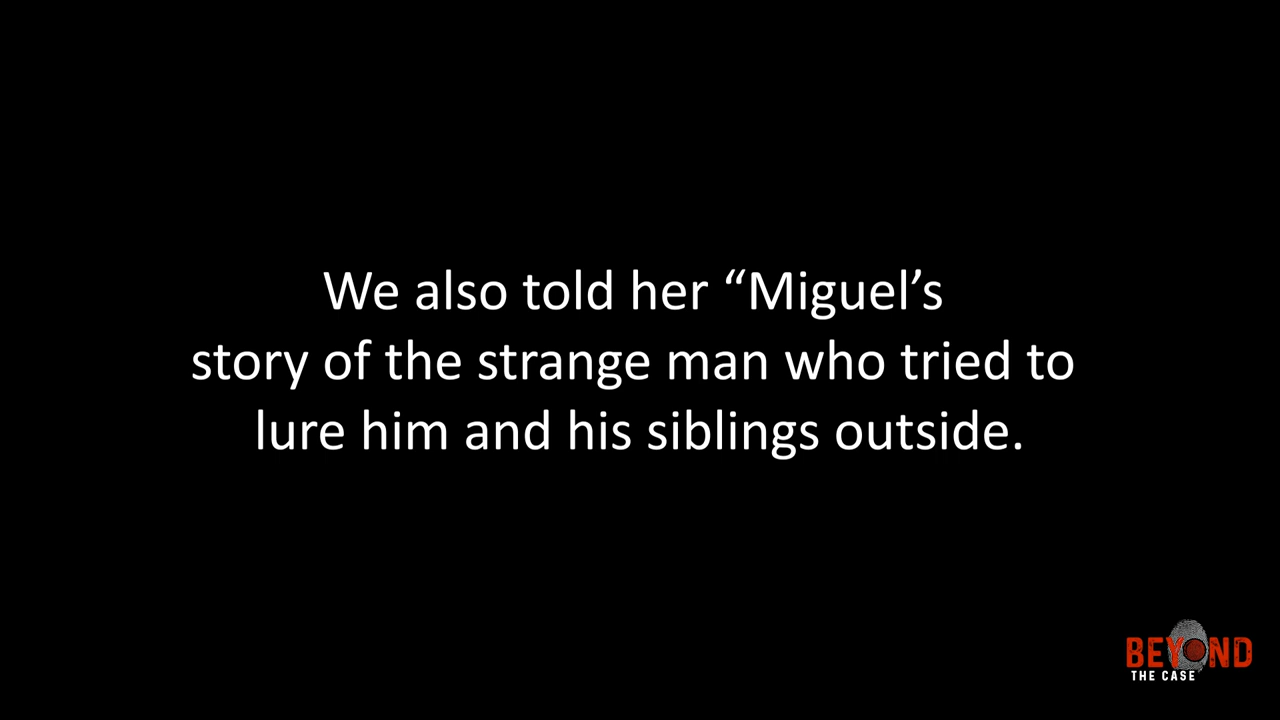 We also told her “Miguel’s
story of the strange man who tried to
lure him and his siblings outside.
BEYOND
THE CASE